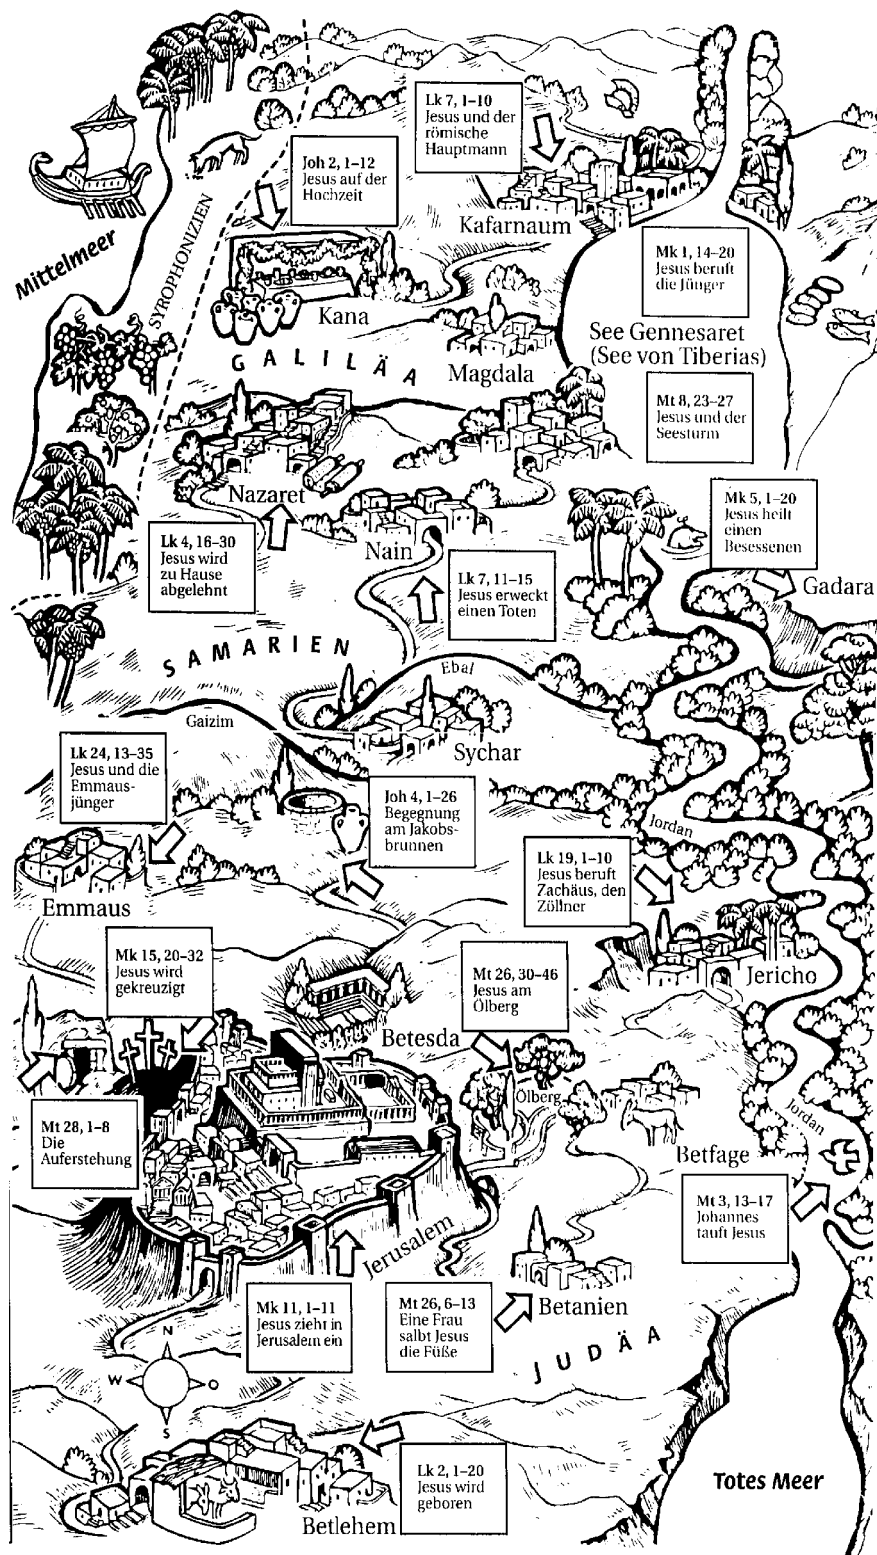 Lk 7, 1–10
Jesus und der
römische
Hauptmann
Joh 2, 1–12
Jesus auf der
Hochzeit
Kafarnaum
Mittelmeer
SYROPHONIZIEN
Mk 1, 14–20
Jesus beruft
die Jünger
Kana
See Gennesaret
(See von Tiberias)
GALILÄA
Magdala
Mt 8, 23–27
Jesus und der
Seesturm
Nazaret
Mk 5, 1–20
Jesus heilt
einen
Besessenen
Lk 4, 16–30
Jesus wird
zu Hause
abgelehnt
Nain
Lk 7, 11–15
Jesus erweckt
einen Toten
Gadara
SAMARIEN
Ebal
Gaizim
Sychar
Lk 24, 13–35
Jesus und die
Emmaus-
jünger
Joh 4, 1–26
Begegnung
am Jakobs-
brunnen
Jordan
Lk 19, 1–10
Jesus beruft
Zachäus, den
Zöllner
Emmaus
Mk 15, 20–32
Jesus wird
gekreuzigt
Mt 26, 30–46
Jesus am
Ölberg
Jericho
Betesda
Ölberg
Mt 28, 1–8
Die
Auferstehung
Jordan
Betfage
Mt 3, 13–17
Johannes
tauft Jesus
Jerusalem
Mk 11, 1–11
Jesus zieht in
Jerusalem ein
Mt 26, 6–13
Eine Frau
salbt Jesus
die Füße
Betanien
JUDÄA
N
W
O
S
Lk 2, 1–20
Jesus wird
geboren
Totes Meer
Betlehem